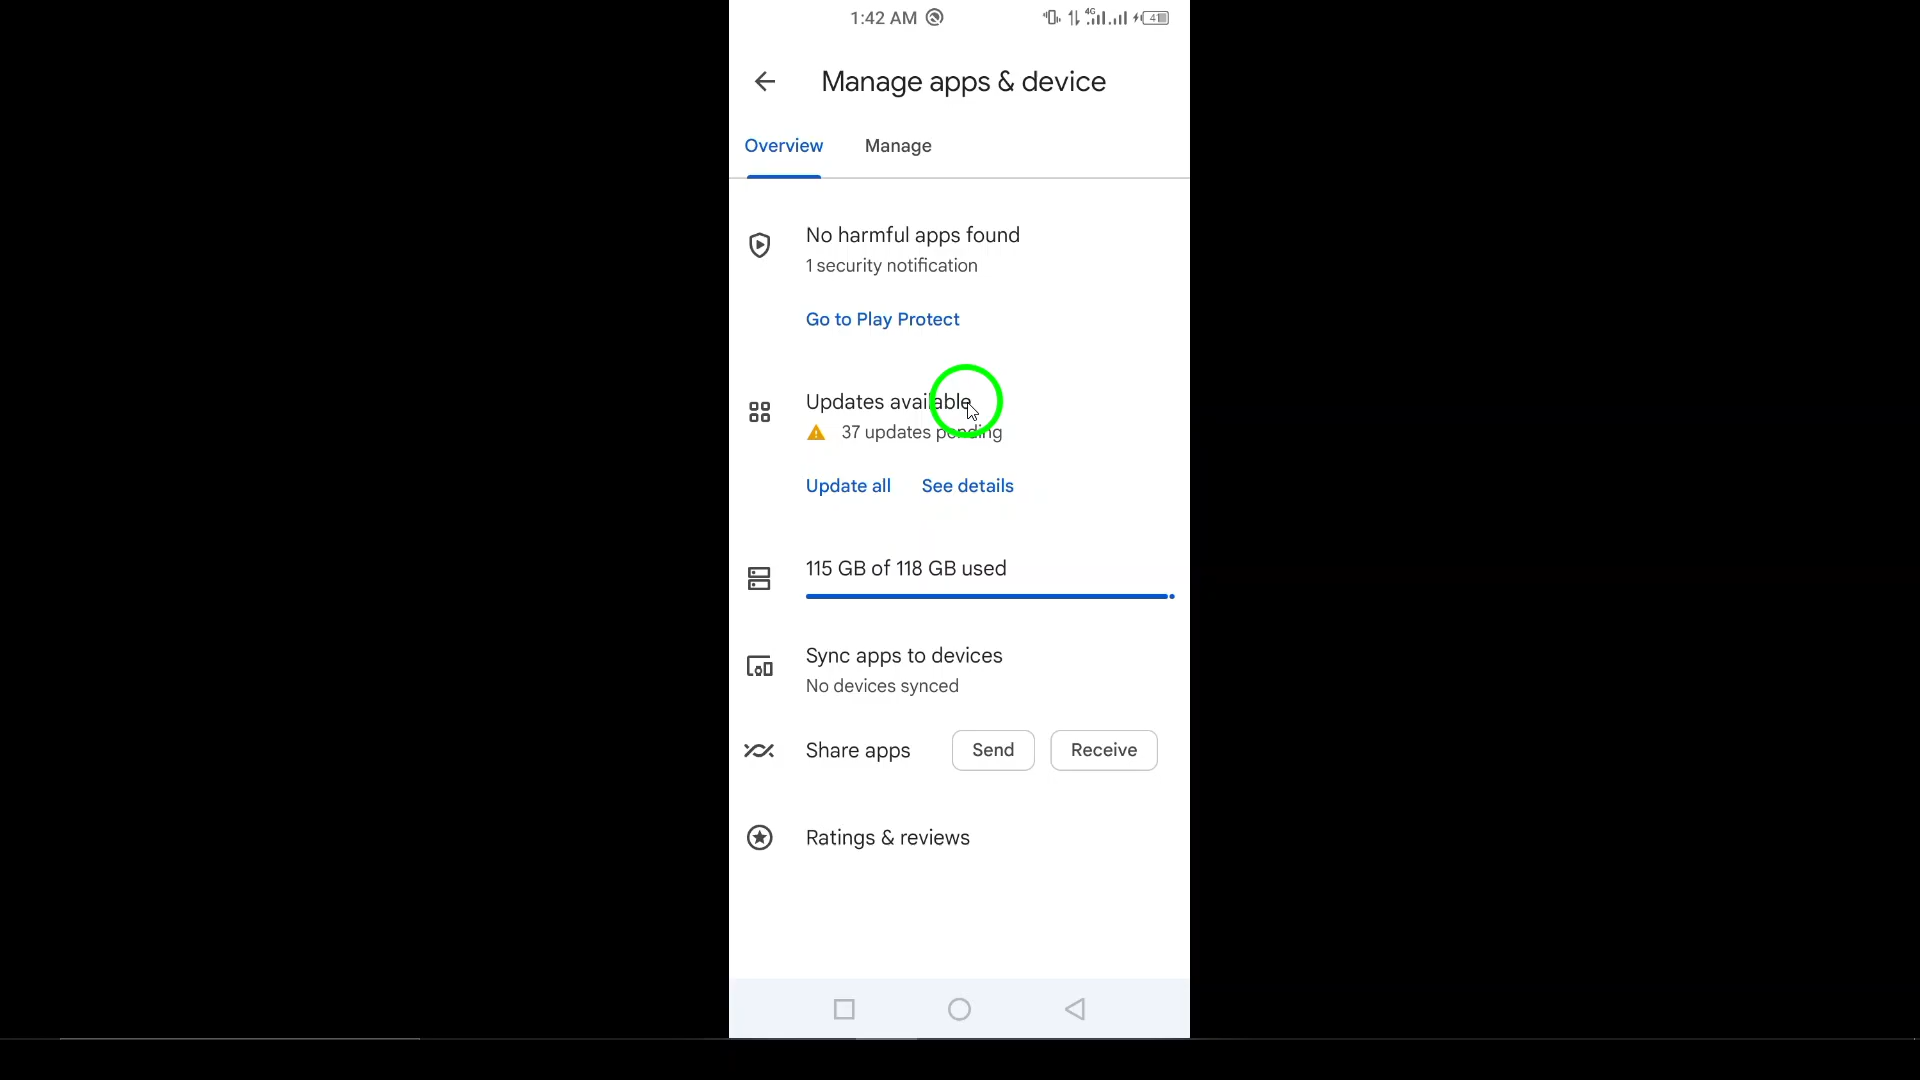 1:42 AM
4G
41
Manage apps & device
Overview
Manage
No harmful apps found
1 security notification
Go to Play Protect
Updates available
37 updates pending
Update all
See details
115 GB of 118 GB used
Sync apps to devices
No devices synced
Share apps
Send
Receive
Ratings & reviews